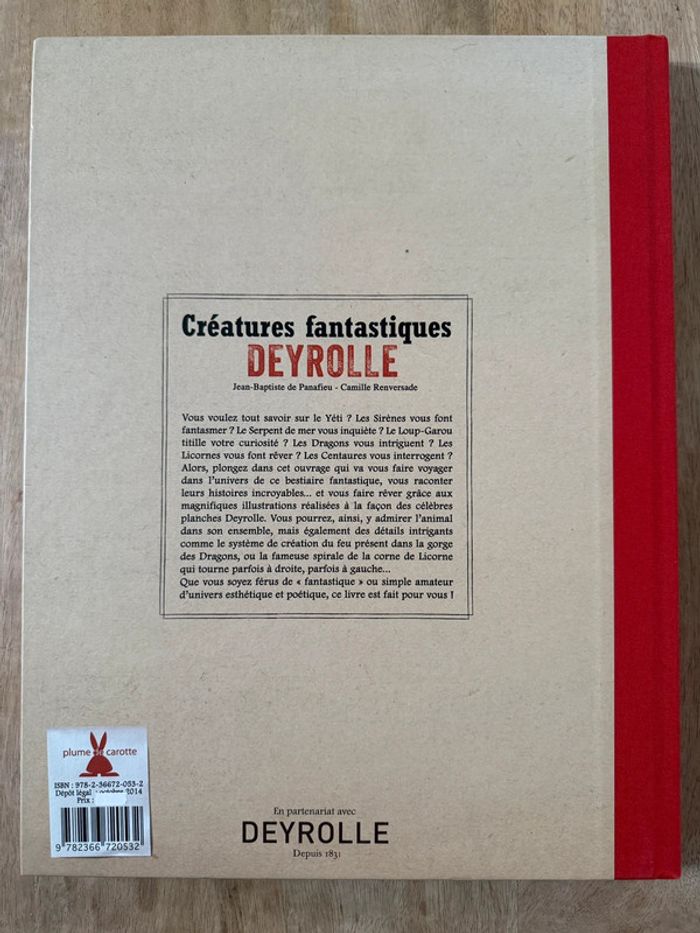 Créatures fantastiques
DEYROLLE
Jean-Baptiste de Panafieu - Camille Renversade
Vous voulez tout savoir sur le Yéti ? Les Sirènes vous font
fantasmer ? Le Serpent de mer vous inquiète ? Le Loup-Garou
titille votre curiosité ? Les Dragons vous intriguent ? Les
Licornes vous font rêver ? Les Centaures vous interrogent ?
Alors, plongez dans cet ouvrage qui va vous faire voyager
dans l'univers de ce bestiaire fantastique, vous raconter
leurs histoires incroyables... et vous faire rêver grâce aux
magnifiques illustrations réalisées à la façon des célèbres
planches Deyrolle. Vous pourrez, ainsi, y admirer l'animal
dans son ensemble, mais également des détails intrigants
comme le système de création du feu présent dans la gorge
des Dragons, ou la fameuse spirale de la corne de Licorne
qui tourne parfois à droite, parfois à gauche...
Que vous soyez férus de « fantastique » ou simple amateur
d'univers esthétique et poétique, ce livre est fait pour vous !
plume de carotte
ISBN : 978-2-36672-053-2
Dépôt légal : octobre 2014
Prix :
9 782366 720532
En partenariat avec
DEYROLLE
Depuis 1831